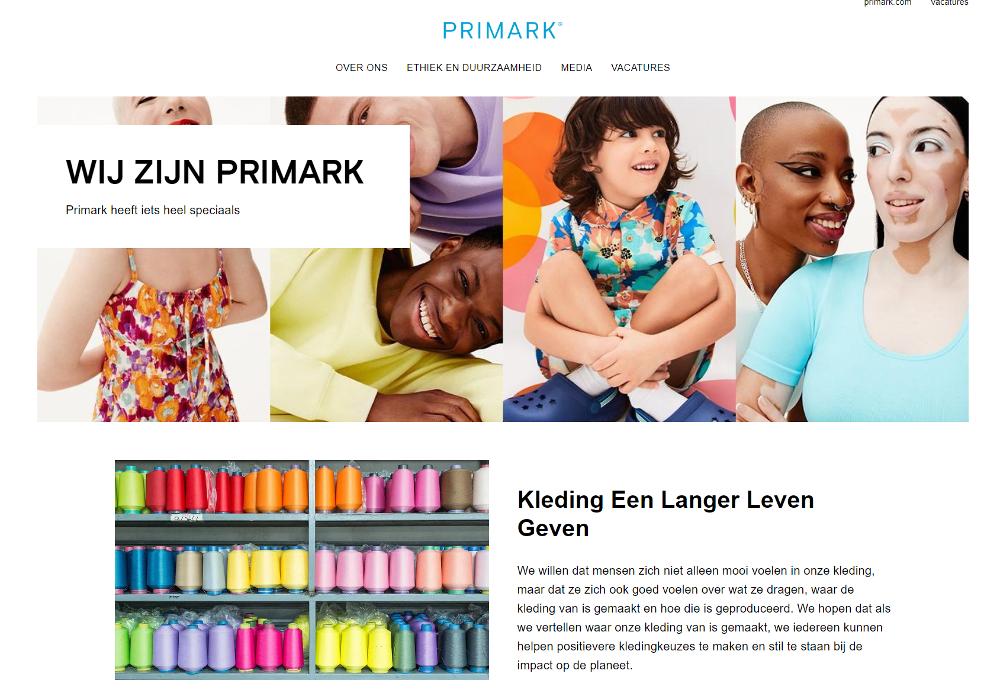 primark.com vacatures
PRIMARK®
OVER ONS ETHIEK EN DUURZAAMHEID MEDIA VACATURES
WIJ ZIJN PRIMARK
Primark heeft iets heel speciaals
Kleding Een Langer Leven
Geven
We willen dat mensen zich niet alleen mooi voelen in onze kleding,
maar dat ze zich ook goed voelen over wat ze dragen, waar de
kleding van is gemaakt en hoe die is geproduceerd. We hopen dat als
we vertellen waar onze kleding van is gemaakt, we iedereen kunnen
helpen positievere kledingkeuzes te maken en stil te staan bij de
impact op de planeet.